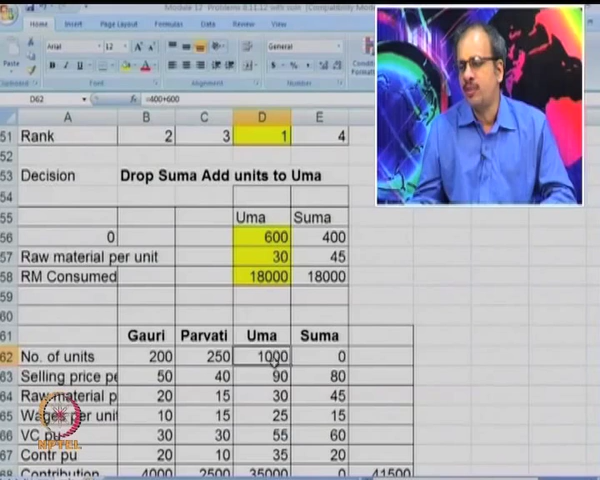 Module 12 Problems 9.11.12 with sum [Compatibility Mode
Home Insert Page Layout Formulas Data Review View
Paste Arial 12 General
Clipboard Font Alignment Number
D62 fx =400+600
A B C D E
51 Rank 2 3 1 4
52
53 Decision Drop Suma Add units to Uma
54
55 Uma Suma
56 0 600 400
57 Raw material per unit 30 45
58 RM Consumed 18000 18000
59
60
61 Gauri Parvati Uma Suma
62 No. of units 200 250 1000 0
63 Selling price pe 50 40 90 80
64 Raw material p 20 15 30 45
65 Wages per unit 10 15 25 15
66 VC pu 30 30 55 60
67 Contr pu 20 10 35 20
68 Contribution 4000 2500 35000 0 41500
NPTEL